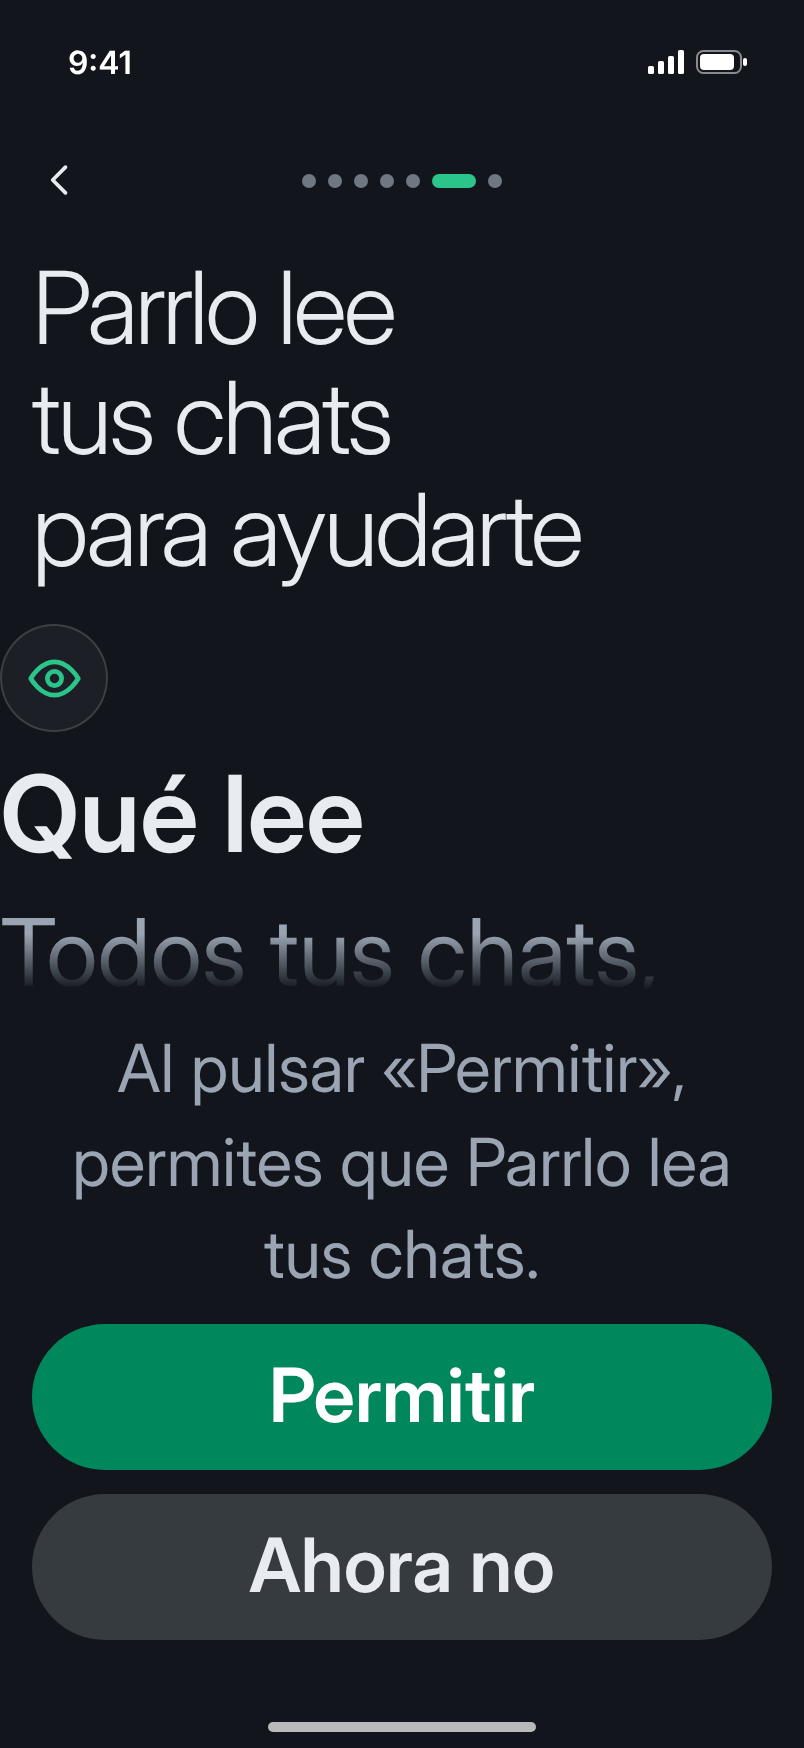 9:41
Parrlo lee
tus chats
para ayudarte
Qué lee
Todos tus chats,
Al pulsar «Permitir»,
permites que Parrlo lea
tus chats.
Permitir
Ahora no